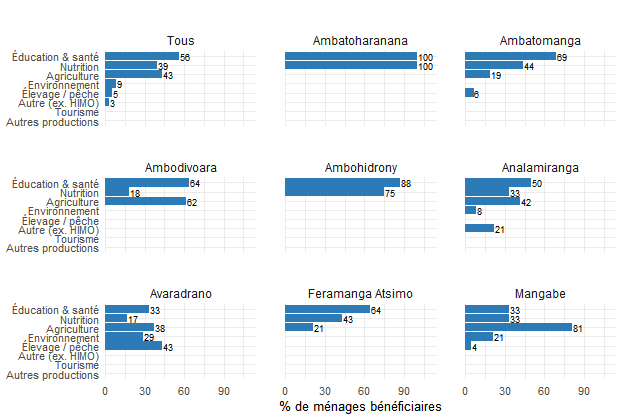 Tous Ambatoharanana Ambatomanga
Éducation & santé 56 100 69
Nutrition 39 100 44
Agriculture 43 19
Environnement 9
Élevage / pêche 5 6
Autre (ex. HIMO) 3
Tourisme
Autres productions
Ambodivoara Ambohidrony Analamiranga
Éducation & santé 64 88 50
Nutrition 18 75 33
Agriculture 62 42
Environnement 8
Élevage / pêche
Autre (ex. HIMO) 21
Tourisme
Autres productions
Avaradrano Feramanga Atsimo Mangabe
Éducation & santé 33 64 33
Nutrition 17 43 33
Agriculture 38 21 81
Environnement 29 21
Élevage / pêche 43 4
Autre (ex. HIMO)
Tourisme
Autres productions
0 30 60 90 0 30 60 90 0 30 60 90
% de ménages bénéficiaires